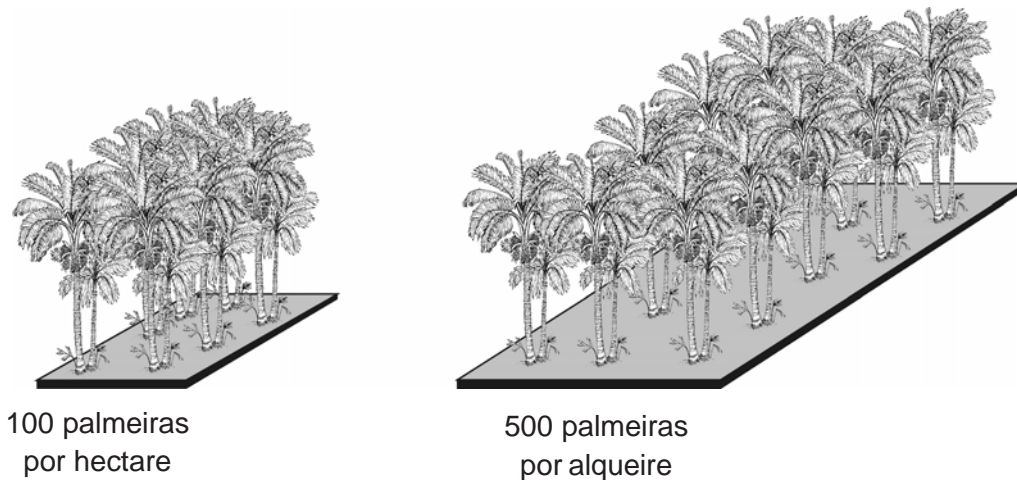 100 palmeiras
por hectare
500 palmeiras
por alqueire